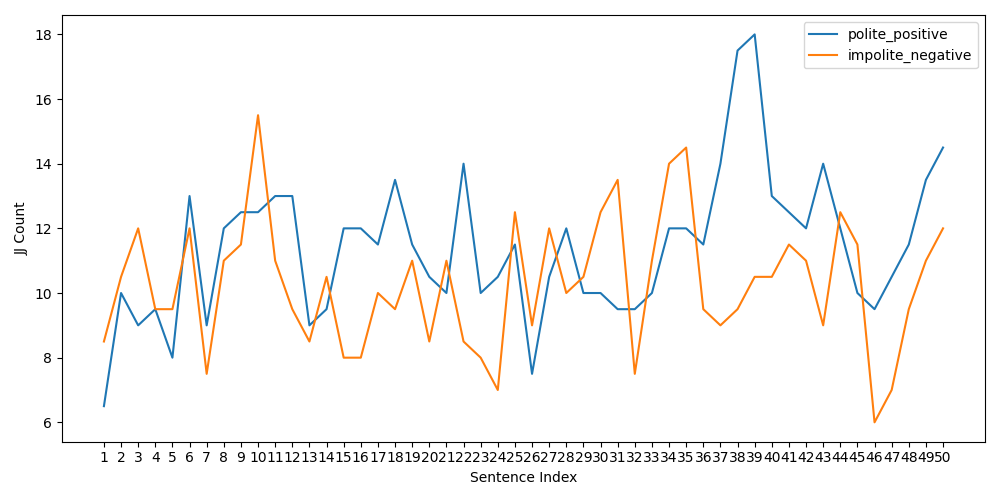 polite_positive
impolite_negative
JJ Count
18
16
14
12
10
8
6
1 2 3 4 5 6 7 8 9 10 11 12 13 14 15 16 17 18 19 20 21 22 23 24 25 26 27 28 29 30 31 32 33 34 35 36 37 38 39 40 41 42 43 44 45 46 47 48 49 50
Sentence Index